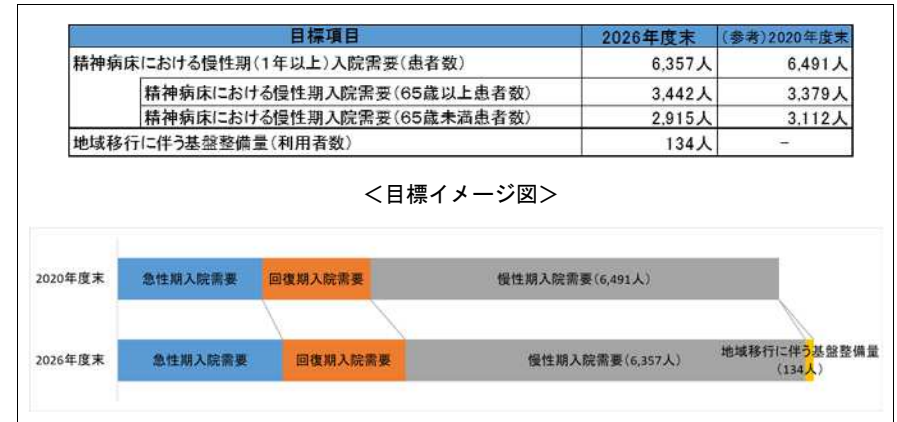 目標項目 2026年度末 (参考)2020年度末
精神病床における慢性期(1年以上)入院需要(患者数) 6,357人 6,491人
精神病床における慢性期入院需要(65歳以上患者数) 3,442人 3,379人
精神病床における慢性期入院需要(65歳未満患者数) 2,915人 3,112人
地域移行に伴う基盤整備量(利用者数) 134人 -
＜目標イメージ図＞
2020年度末 急性期入院需要 回復期入院需要 慢性期入院需要(6,491人)
2026年度末 急性期入院需要 回復期入院需要 慢性期入院需要(6,357人) 地域移行に伴う基盤整備量
(134人)